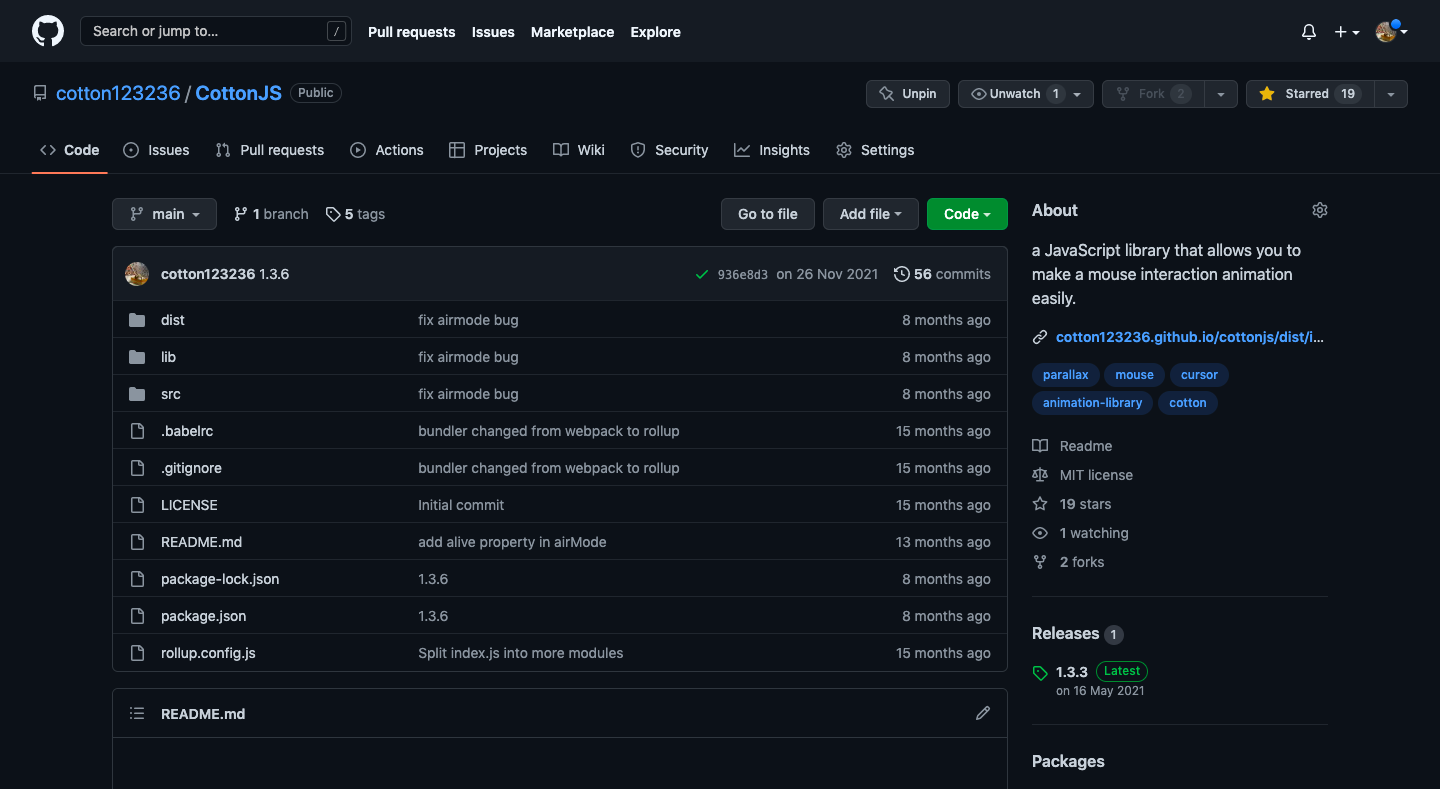 Search or jump to... /
Pull requests Issues Marketplace Explore
cotton123236 / CottonJS Public
Unpin Unwatch 1 Fork 2 Starred 19
Code Issues Pull requests Actions Projects Wiki Security Insights Settings
main 1 branch 5 tags Go to file Add file Code
cotton123236 1.3.6 936e8d3 on 26 Nov 2021 56 commits
dist fix airmode bug 8 months ago
lib fix airmode bug 8 months ago
src fix airmode bug 8 months ago
.babelrc bundler changed from webpack to rollup 15 months ago
.gitignore bundler changed from webpack to rollup 15 months ago
LICENSE Initial commit 15 months ago
README.md add alive property in airMode 13 months ago
package-lock.json 1.3.6 8 months ago
package.json 1.3.6 8 months ago
rollup.config.js Split index.js into more modules 15 months ago
README.md
About
a JavaScript library that allows you to
make a mouse interaction animation
easily.
cotton123236.github.io/cottonjs/dist/i...
parallax mouse cursor
animation-library cotton
Readme
MIT license
19 stars
1 watching
2 forks
Releases 1
1.3.3 Latest
on 16 May 2021
Packages